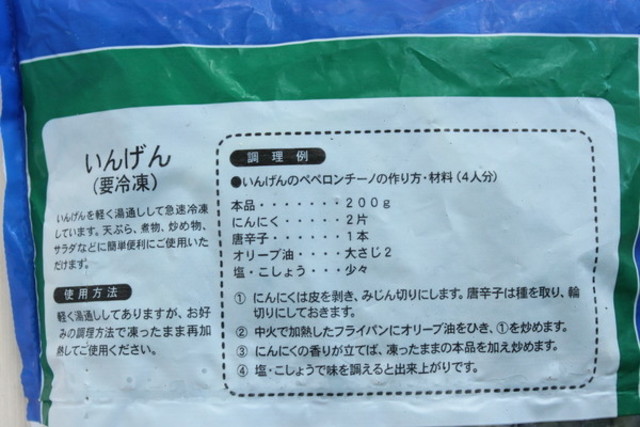 いんげん
(要冷凍)
いんげんを軽く湯通しして急速冷凍
しています。天ぷら、煮物、炒め物、
サラダなどに簡単便利にご使用いた
だけます。
使用方法
軽く湯通ししてありますが、お好
みの調理方法で凍ったまま再加
熱してご使用ください。
調理例
●いんげんのペペロンチーノの作り方・材料(4人分)
本品・・・・・・・200g
にんにく・・・・・2片
唐辛子・・・・・・1本
オリーブ油・・・・大さじ2
塩・こしょう・・・・少々
① にんにくは皮を剥き、みじん切りにします。唐辛子は種を取り、輪
切りにしておきます。
② 中火で加熱したフライパンにオリーブ油をひき、①を炒めます。
③ にんにくの香りが立てば、凍ったままの本品を加え炒めます。
④ 塩・こしょうで味を調えると出来上がりです。